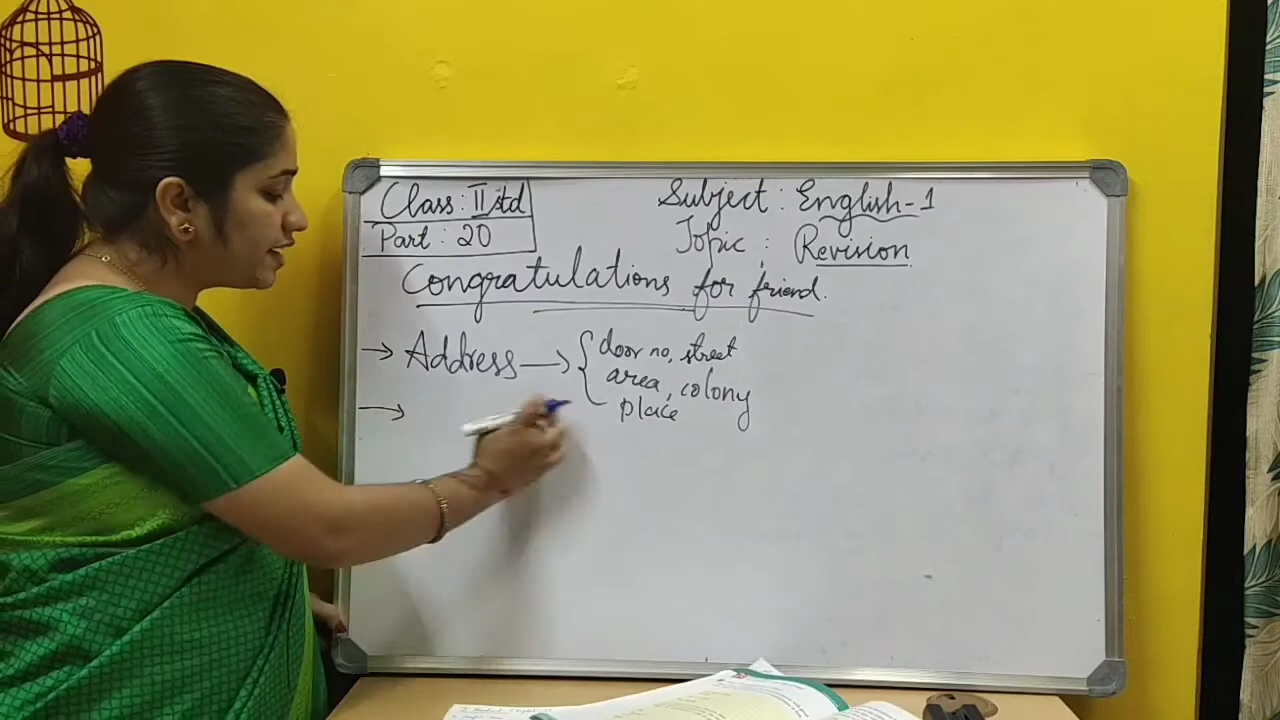 Class: II std
Part: 20
Subject: English-1
Topic: Revision
Congratulations for friend.
→ Address → { door no, street
area, colony
place
→